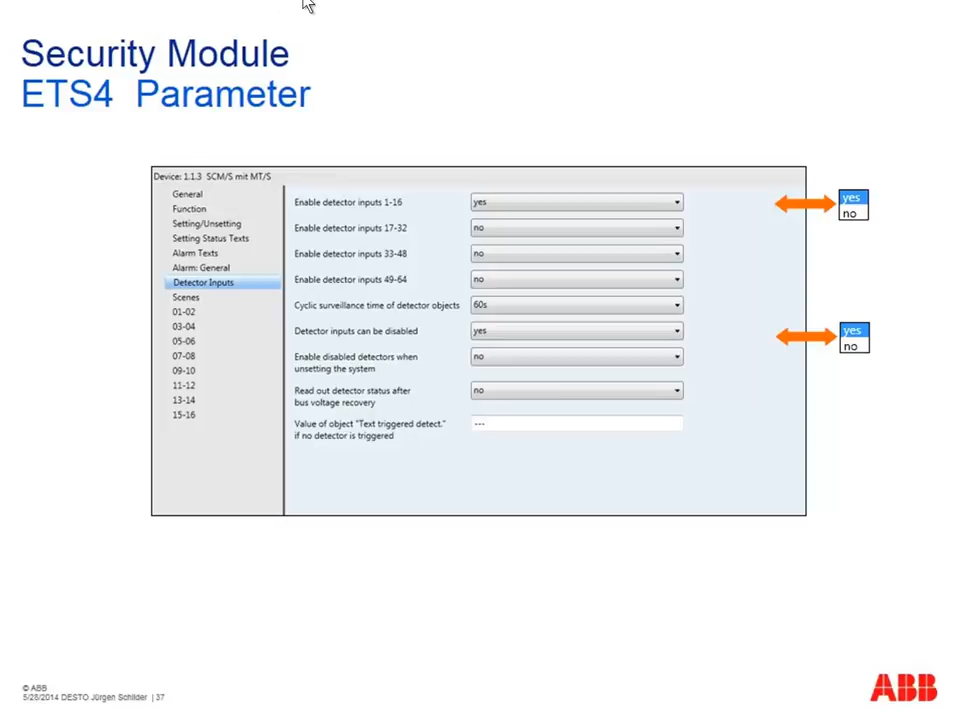 Security Module
ETS4 Parameter
Device: 1.1.3 SCM/S mit MT/S
General
Function
Setting/Unsetting
Setting Status Texts
Alarm Texts
Alarm: General
Detector Inputs
Scenes
01-02
03-04
05-06
07-08
09-10
11-12
13-14
15-16
Enable detector inputs 1-16 yes
Enable detector inputs 17-32 no
Enable detector inputs 33-48 no
Enable detector inputs 49-64 no
Cyclic surveillance time of detector objects 60s
Detector inputs can be disabled yes
Enable disabled detectors when no
unsetting the system
Read out detector status after no
bus voltage recovery
Value of object "Text triggered detect." ---
if no detector is triggered
yes
no
yes
no
© ABB
5/28/2014 DESTO Jürgen Schilder | 37
ABB